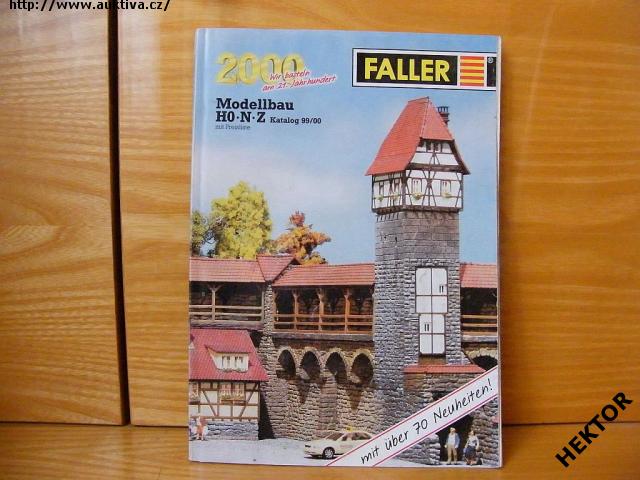 http://www.auktiva.cz/
2000
Wir basteln
am 21. Jahrhundert
FALLER
®
Modellbau
H0·N·Z Katalog 99/00
mit Preisliste
mit über 70 Neuheiten!
HEKTOR